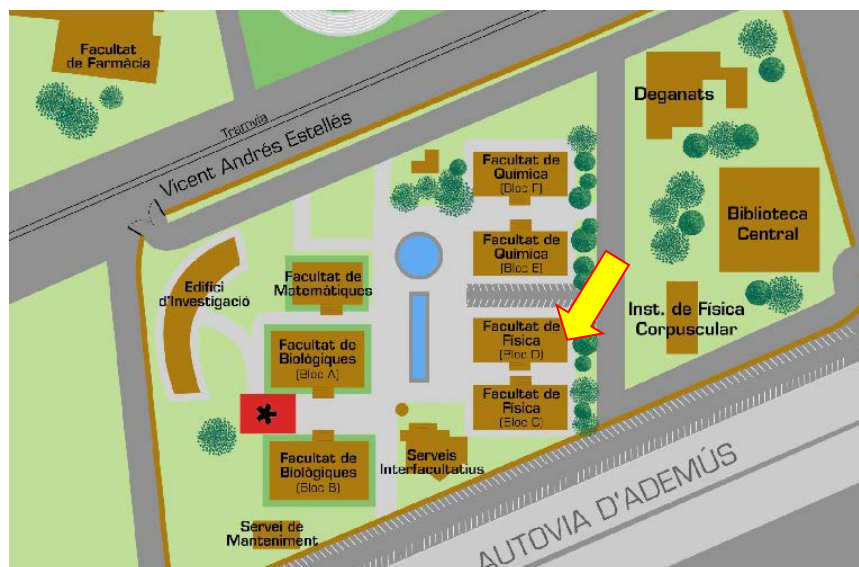 Facultat
de Farmàcia
Tramvia
Vicent Andrés Estellés
Deganats
Facultat de
Química
(Bloc F)
Biblioteca
Central
Facultat de
Química
(Bloc E)
Edifici
d'Investigació
Facultat de
Matemàtiques
Inst. de Física
Corpuscular
Facultat de
Física
(Bloc D)
Facultat de
Biològiques
(Bloc A)
Facultat de
Física
(Bloc C)
Facultat de
Biològiques
(Bloc B)
Serveis
Interfacultatius
Servei de
Manteniment
AUTOVIA D'ADEMÚS